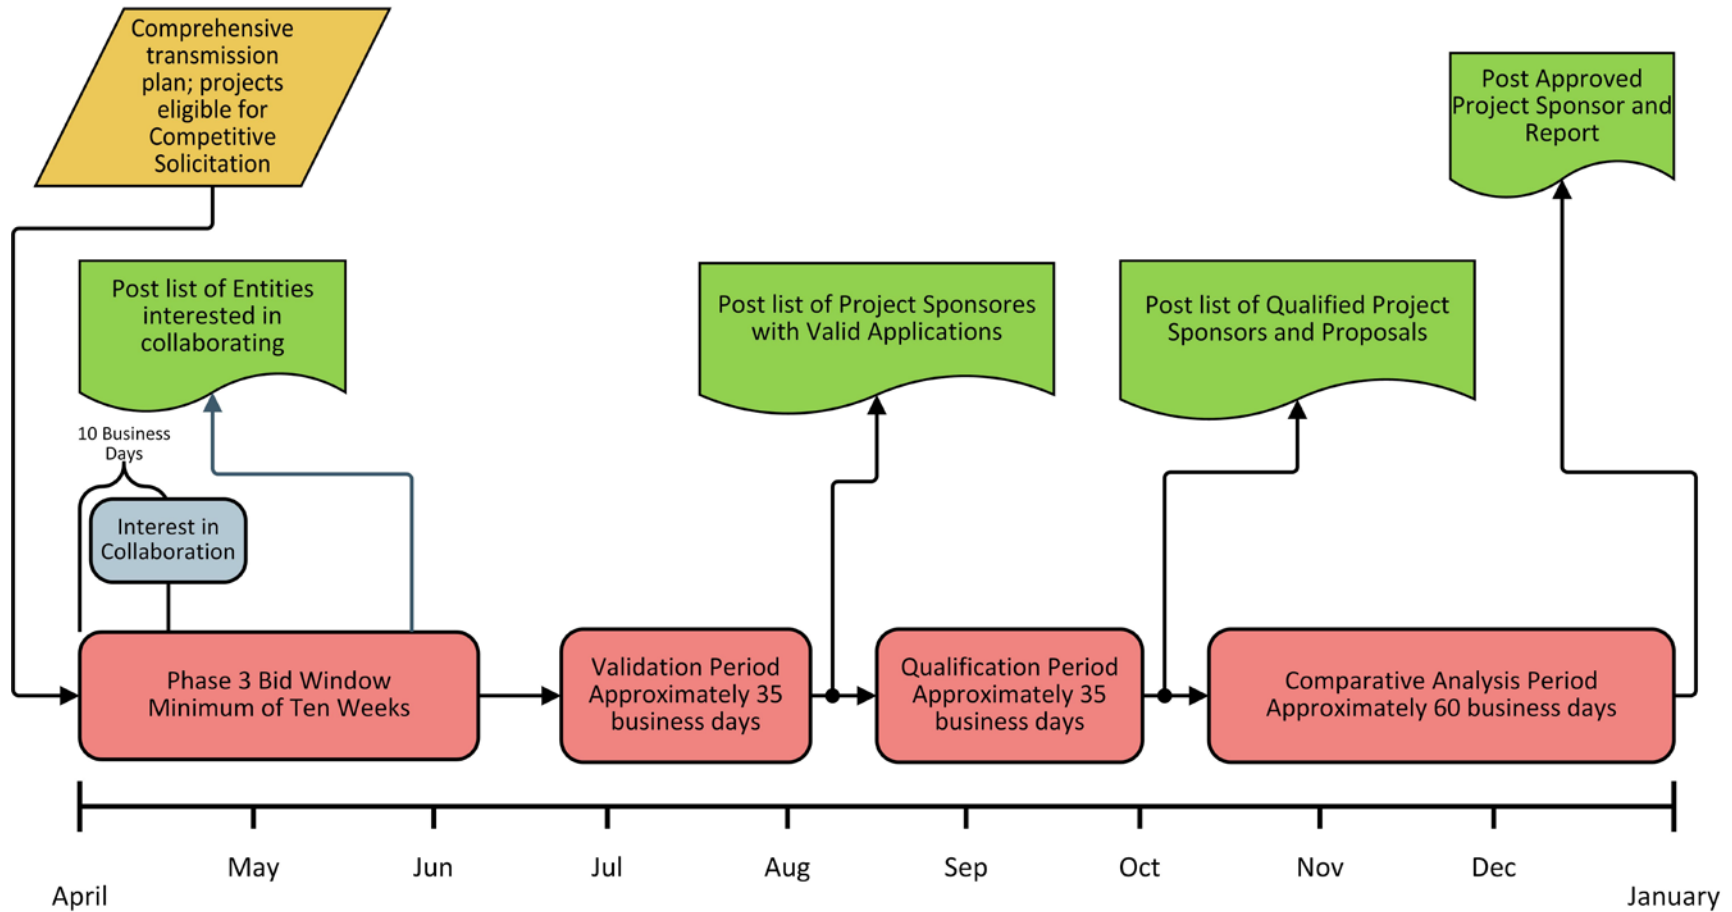 Comprehensive
transmission
plan; projects
eligible for
Competitive
Solicitation
Post Approved
Project Sponsor and
Report
Post list of Entities
interested in
collaborating
Post list of Project Sponsores
with Valid Applications
Post list of Qualified Project
Sponsors and Proposals
10 Business
Days
Interest in
Collaboration
Phase 3 Bid Window
Minimum of Ten Weeks
Validation Period
Approximately 35
business days
Qualification Period
Approximately 35
business days
Comparative Analysis Period
Approximately 60 business days
April
May
Jun
Jul
Aug
Sep
Oct
Nov
Dec
January